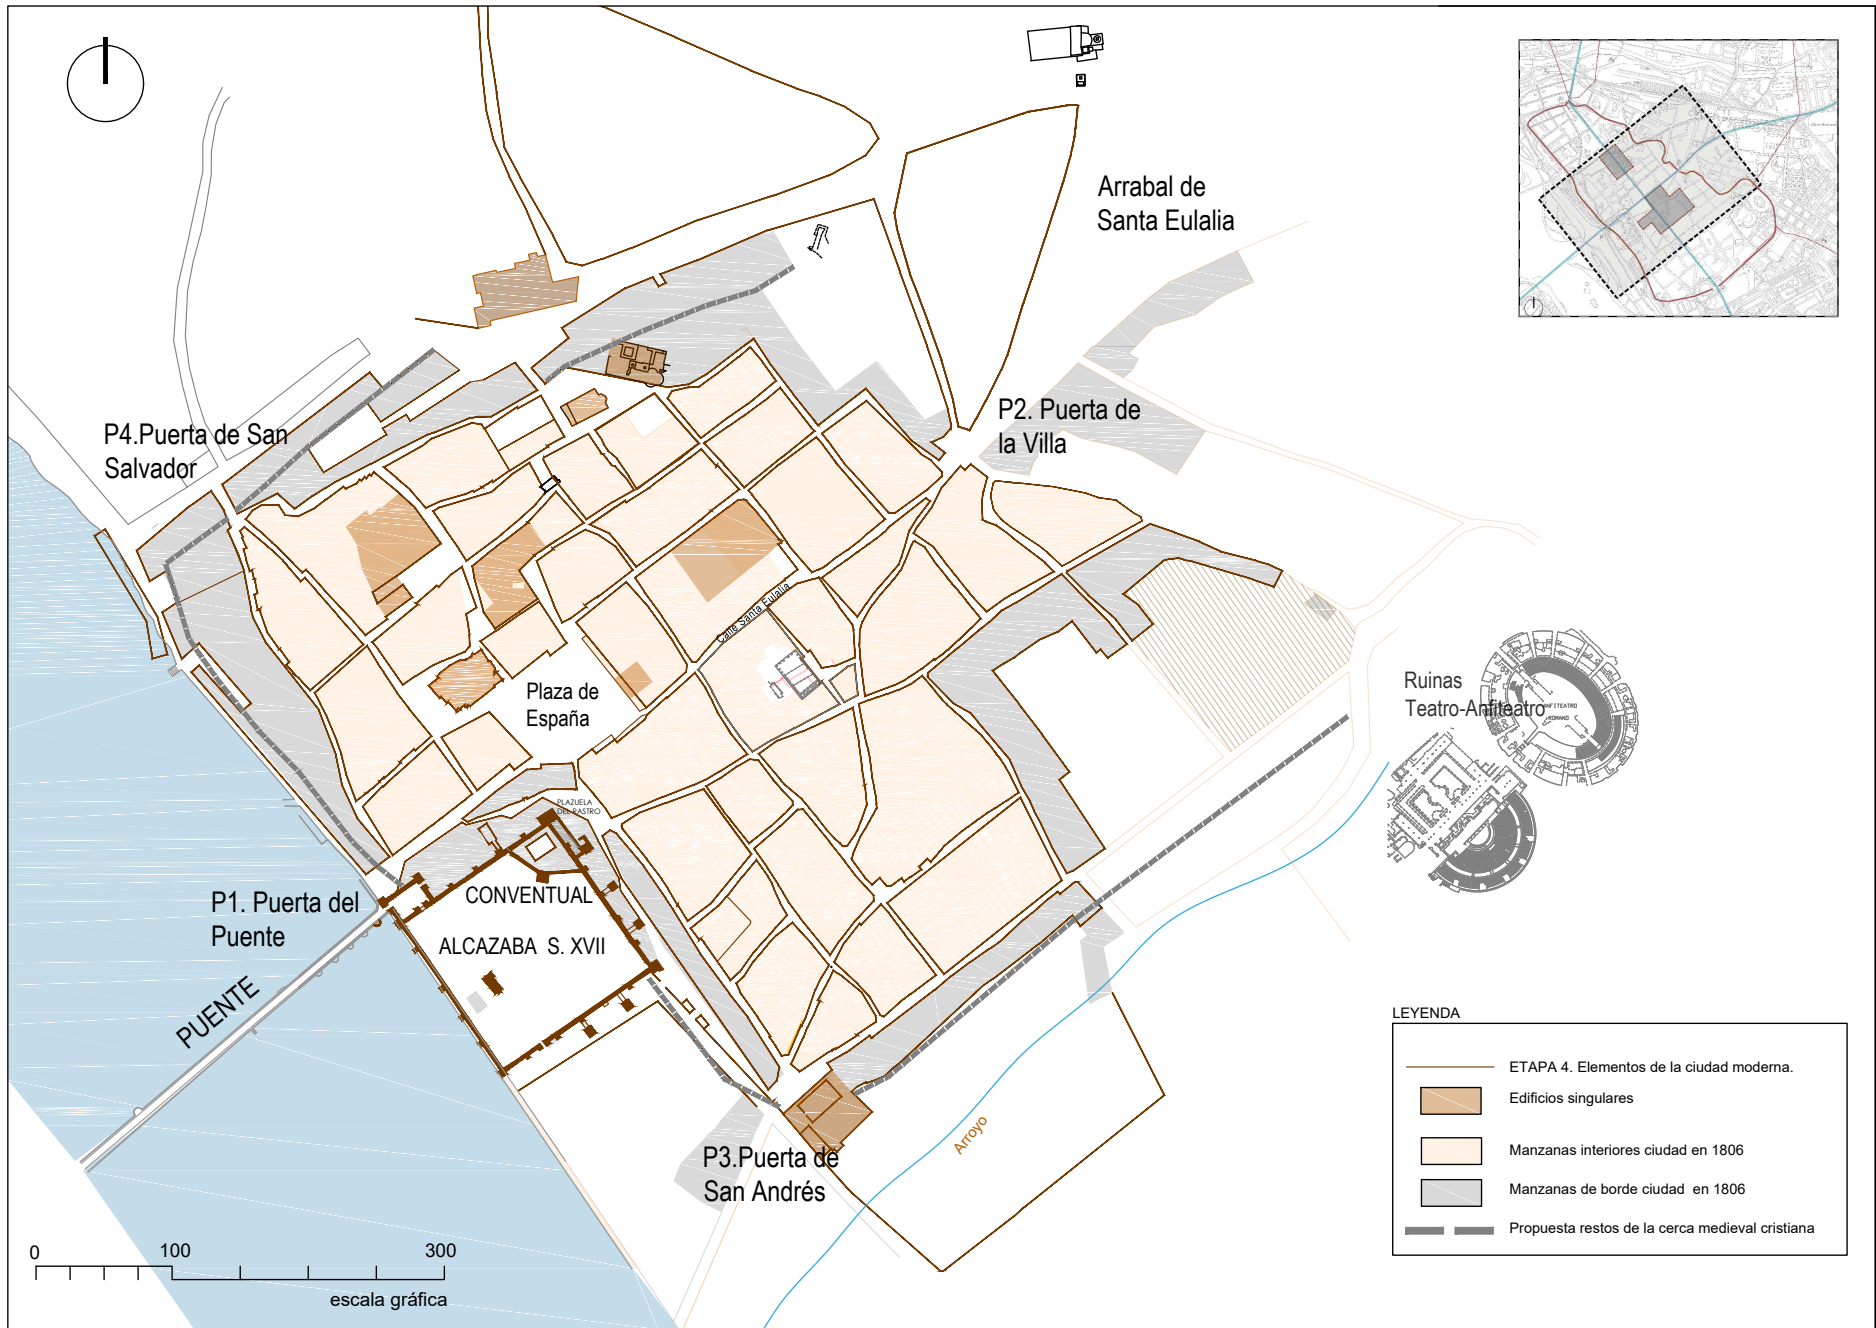 Arrabal de
Santa Eulalia
P2. Puerta de
la Villa
P4.Puerta de San
Salvador
Calle Santa Eulalia
Ruinas
Teatro-Anfiteatro
ANFITEATRO
ROMANO
Plaza de
España
PLAZUELA
DEL RASTRO
CONVENTUAL
P1. Puerta del
Puente
ALCAZABA S. XVII
PUENTE
P3.Puerta de
San Andrés
Arroyo
0 100 300
escala gráfica
LEYENDA
ETAPA 4. Elementos de la ciudad moderna.
Edificios singulares
Manzanas interiores ciudad en 1806
Manzanas de borde ciudad en 1806
Propuesta restos de la cerca medieval cristiana